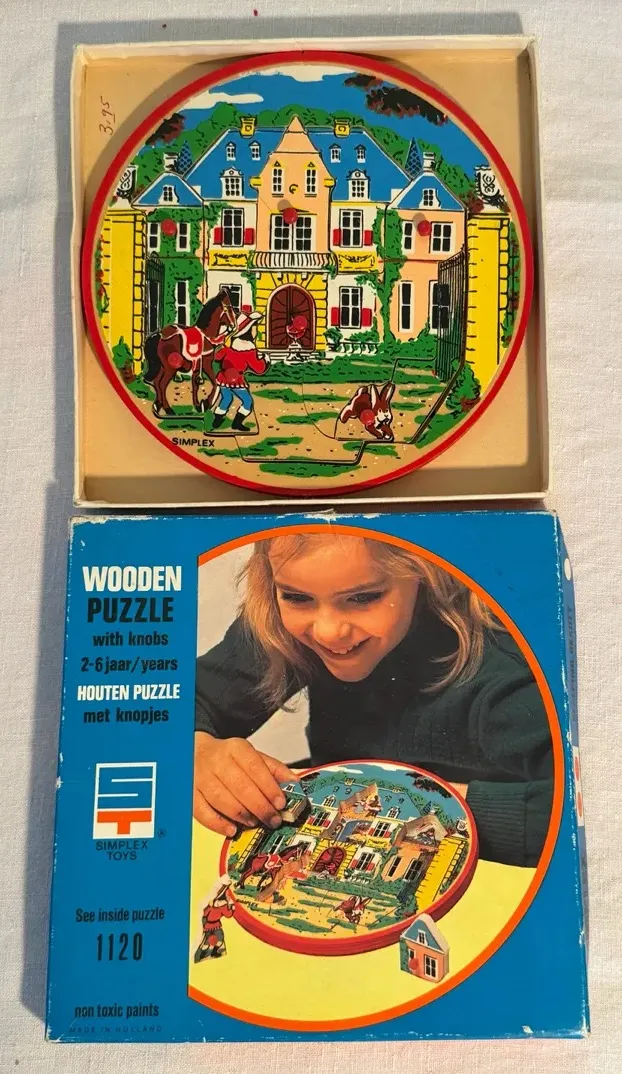 3.95
SIMPLEX
WOODEN
PUZZLE
with knobs
2-6 jaar/years
HOUTEN PUZZLE
met knopjes
ST
®
SIMPLEX
TOYS
See inside puzzle
1120
non toxic paints
MADE IN HOLLAND